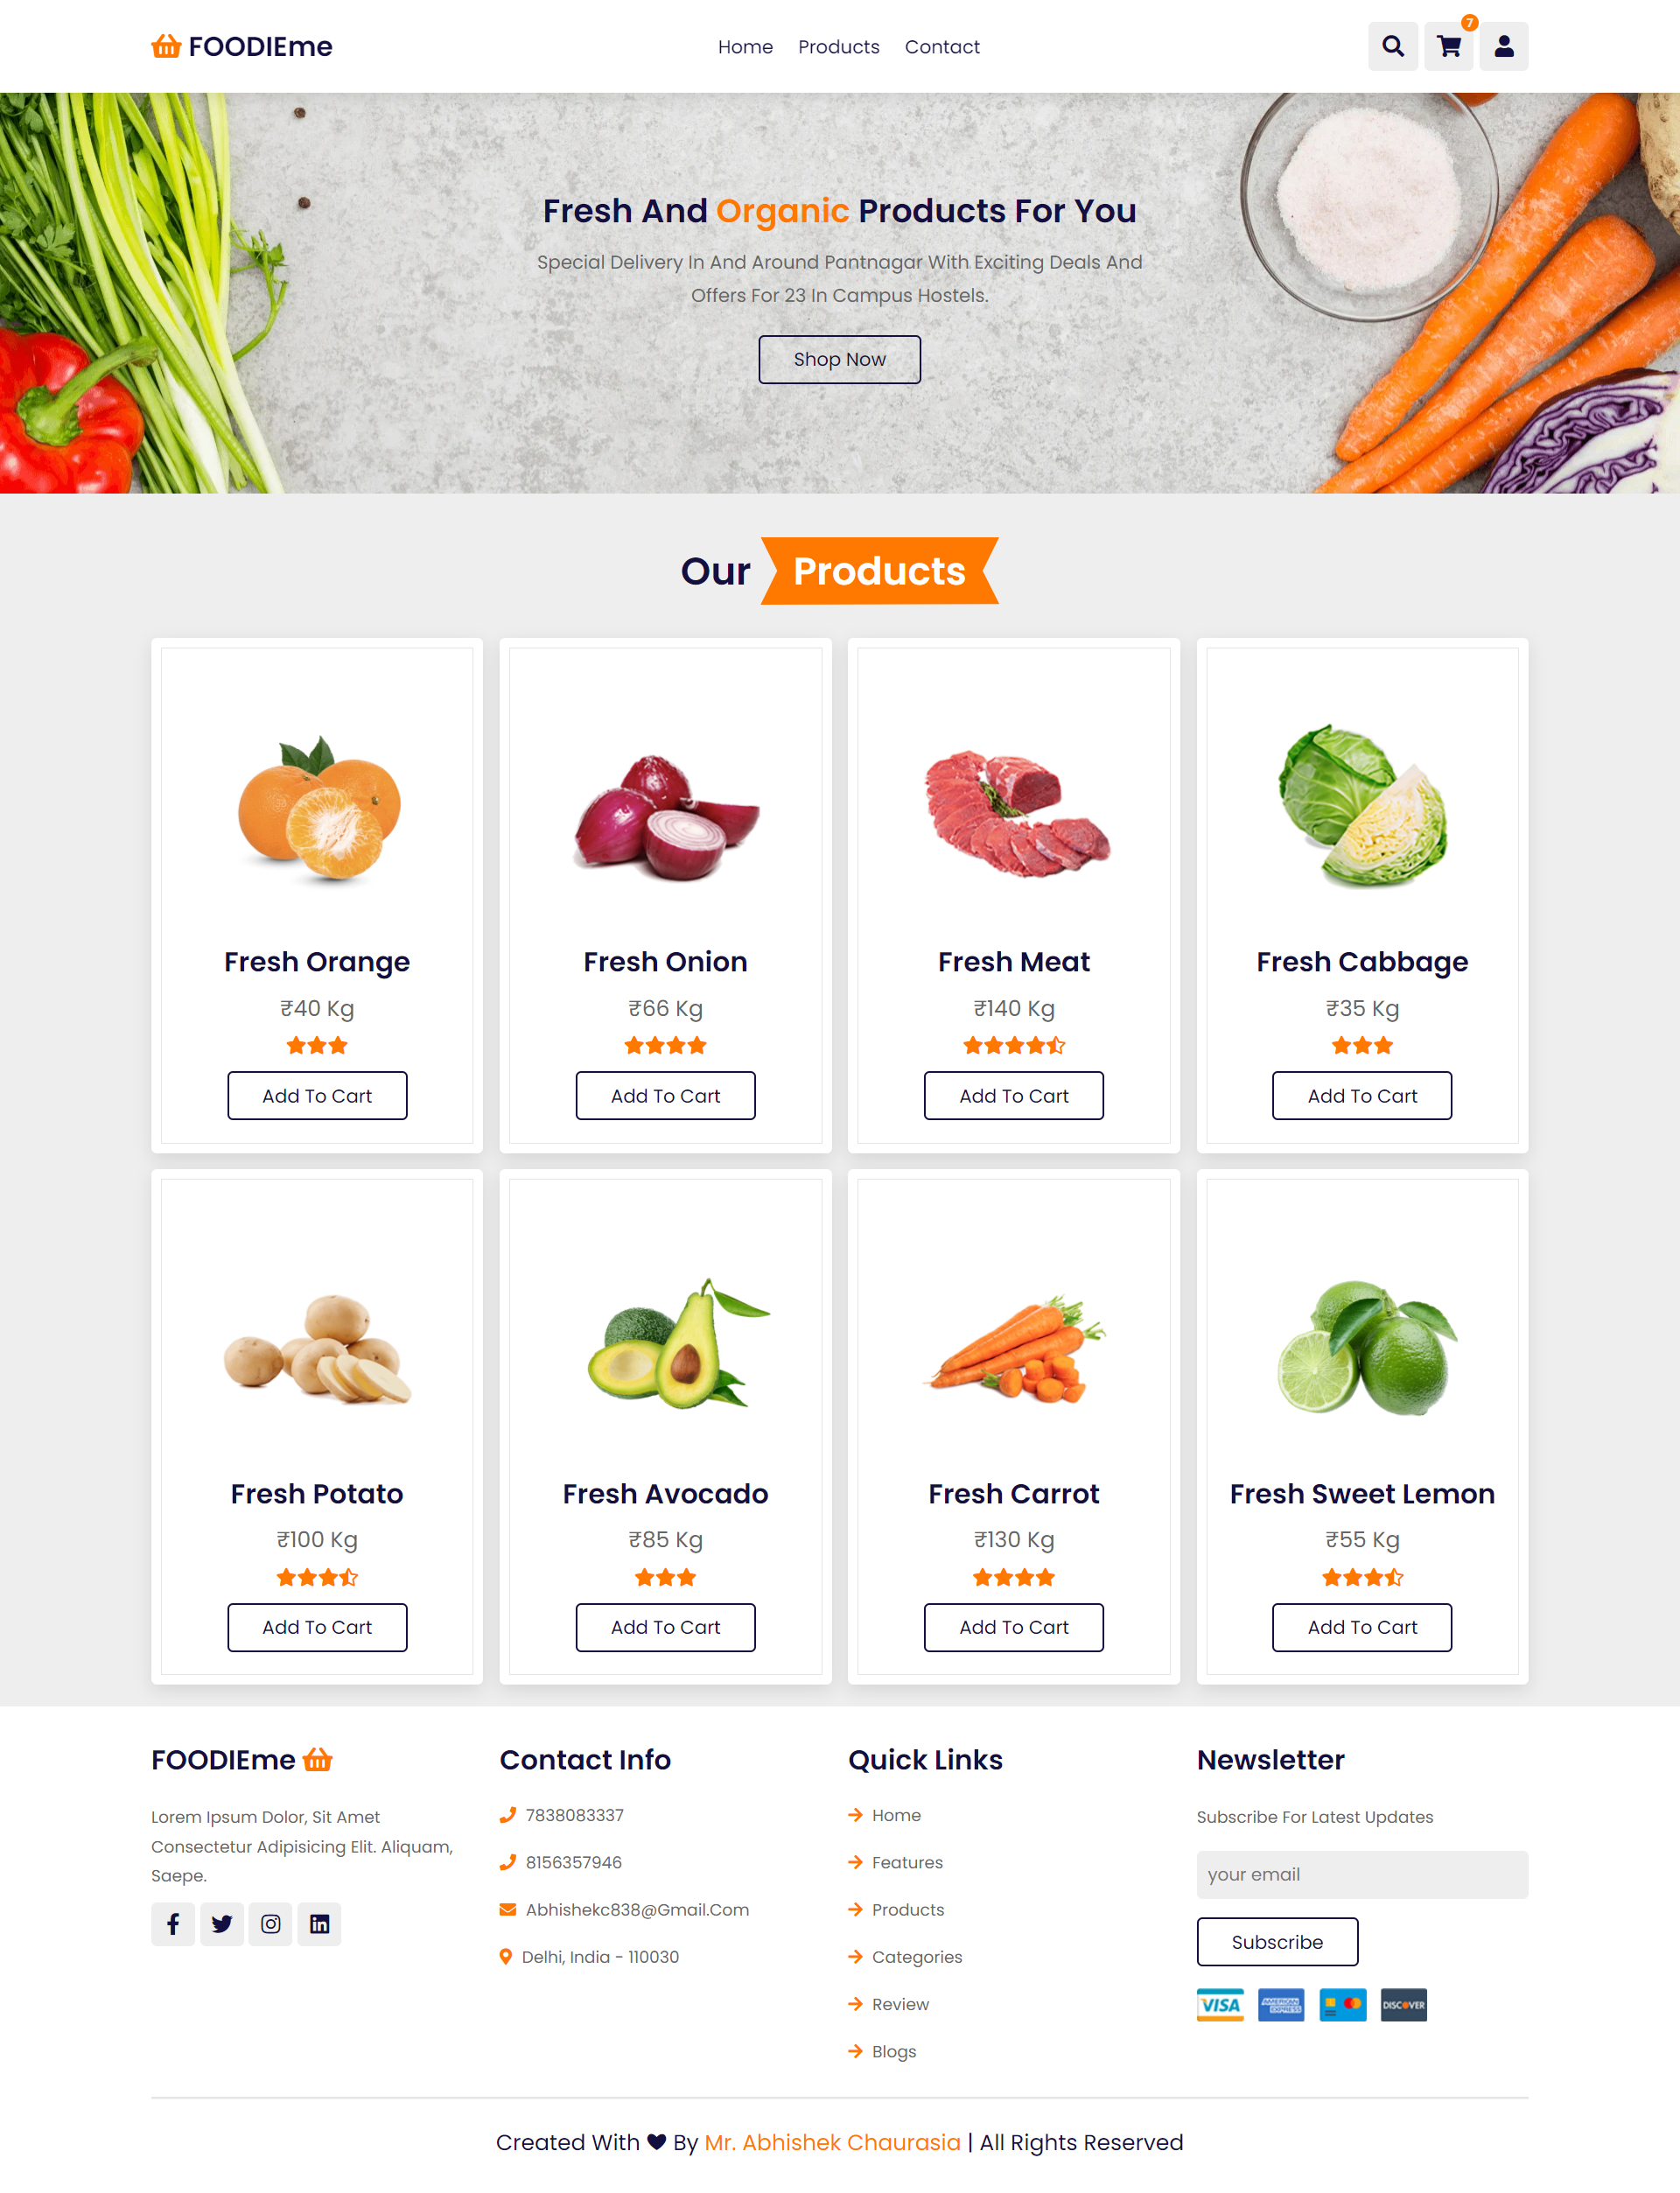 FOODIEme
Home Products Contact
7
Fresh And Organic Products For You
Special Delivery In And Around Pantnagar With Exciting Deals And
Offers For 23 In Campus Hostels.
Shop Now
Our Products
Fresh Orange
₹40 Kg
Add To Cart
Fresh Onion
₹66 Kg
Add To Cart
Fresh Meat
₹140 Kg
Add To Cart
Fresh Cabbage
₹35 Kg
Add To Cart
Fresh Potato
₹100 Kg
Add To Cart
Fresh Avocado
₹85 Kg
Add To Cart
Fresh Carrot
₹130 Kg
Add To Cart
Fresh Sweet Lemon
₹55 Kg
Add To Cart
FOODIEme
Lorem Ipsum Dolor, Sit Amet
Consectetur Adipisicing Elit. Aliquam,
Saepe.
Contact Info
7838083337
8156357946
Abhishekc838@Gmail.Com
Delhi, India - 110030
Quick Links
Home
Features
Products
Categories
Review
Blogs
Newsletter
Subscribe For Latest Updates
your email
Subscribe
VISA
AMERICAN EXPRESS
DISCOVER
Created With By Mr. Abhishek Chaurasia | All Rights Reserved